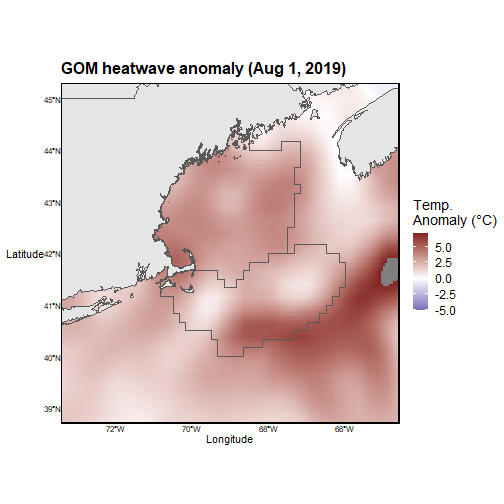 GOM heatwave anomaly (Aug 1, 2019)
45°N
44°N
43°N
42°N
41°N
40°N
39°N
Latitude
72°W
70°W
68°W
66°W
Longitude
Temp.
Anomaly (°C)
5.0
2.5
0.0
-2.5
-5.0